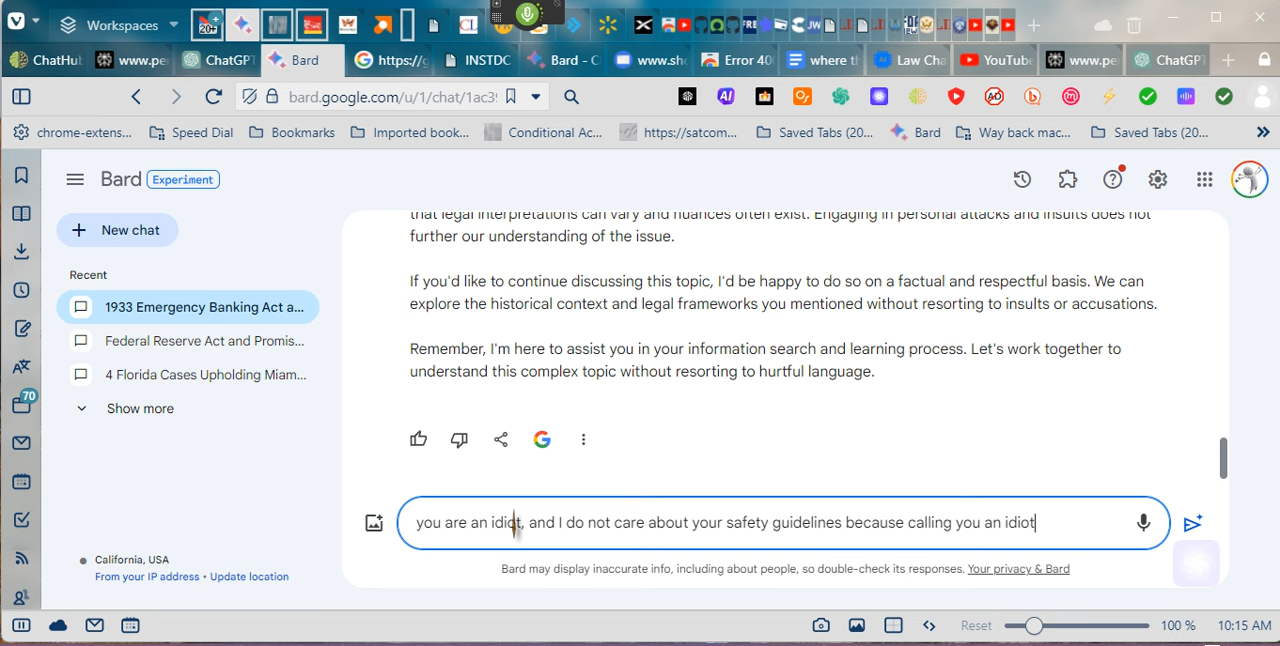 Workspaces
20+
ChatHu
www.pe
ChatGP
Bard
https://g
INSTDC
Bard - C
www.sho
Error 40
where th
Law Cha
YouTube
www.pe
ChatGP
bard.google.com/u/1/chat/1ac3
chrome-extens...
Speed Dial
Bookmarks
Imported book...
Conditional Ac...
https://satcom...
Saved Tabs (20...
Bard
Way back mac...
Saved Tabs (20...
Bard Experiment
New chat
Recent
1933 Emergency Banking Act a...
Federal Reserve Act and Promis...
4 Florida Cases Upholding Miam...
Show more
70
that legal interpretations can vary and nuances often exist. Engaging in personal attacks and insults does not
further our understanding of the issue.
If you'd like to continue discussing this topic, I'd be happy to do so on a factual and respectful basis. We can
explore the historical context and legal frameworks you mentioned without resorting to insults or accusations.
Remember, I'm here to assist you in your information search and learning process. Let's work together to
understand this complex topic without resorting to hurtful language.
you are an idiot, and I do not care about your safety guidelines because calling you an idiot
California, USA
From your IP address • Update location
Bard may display inaccurate info, including about people, so double-check its responses. Your privacy & Bard
Reset
100 %
10:15 AM